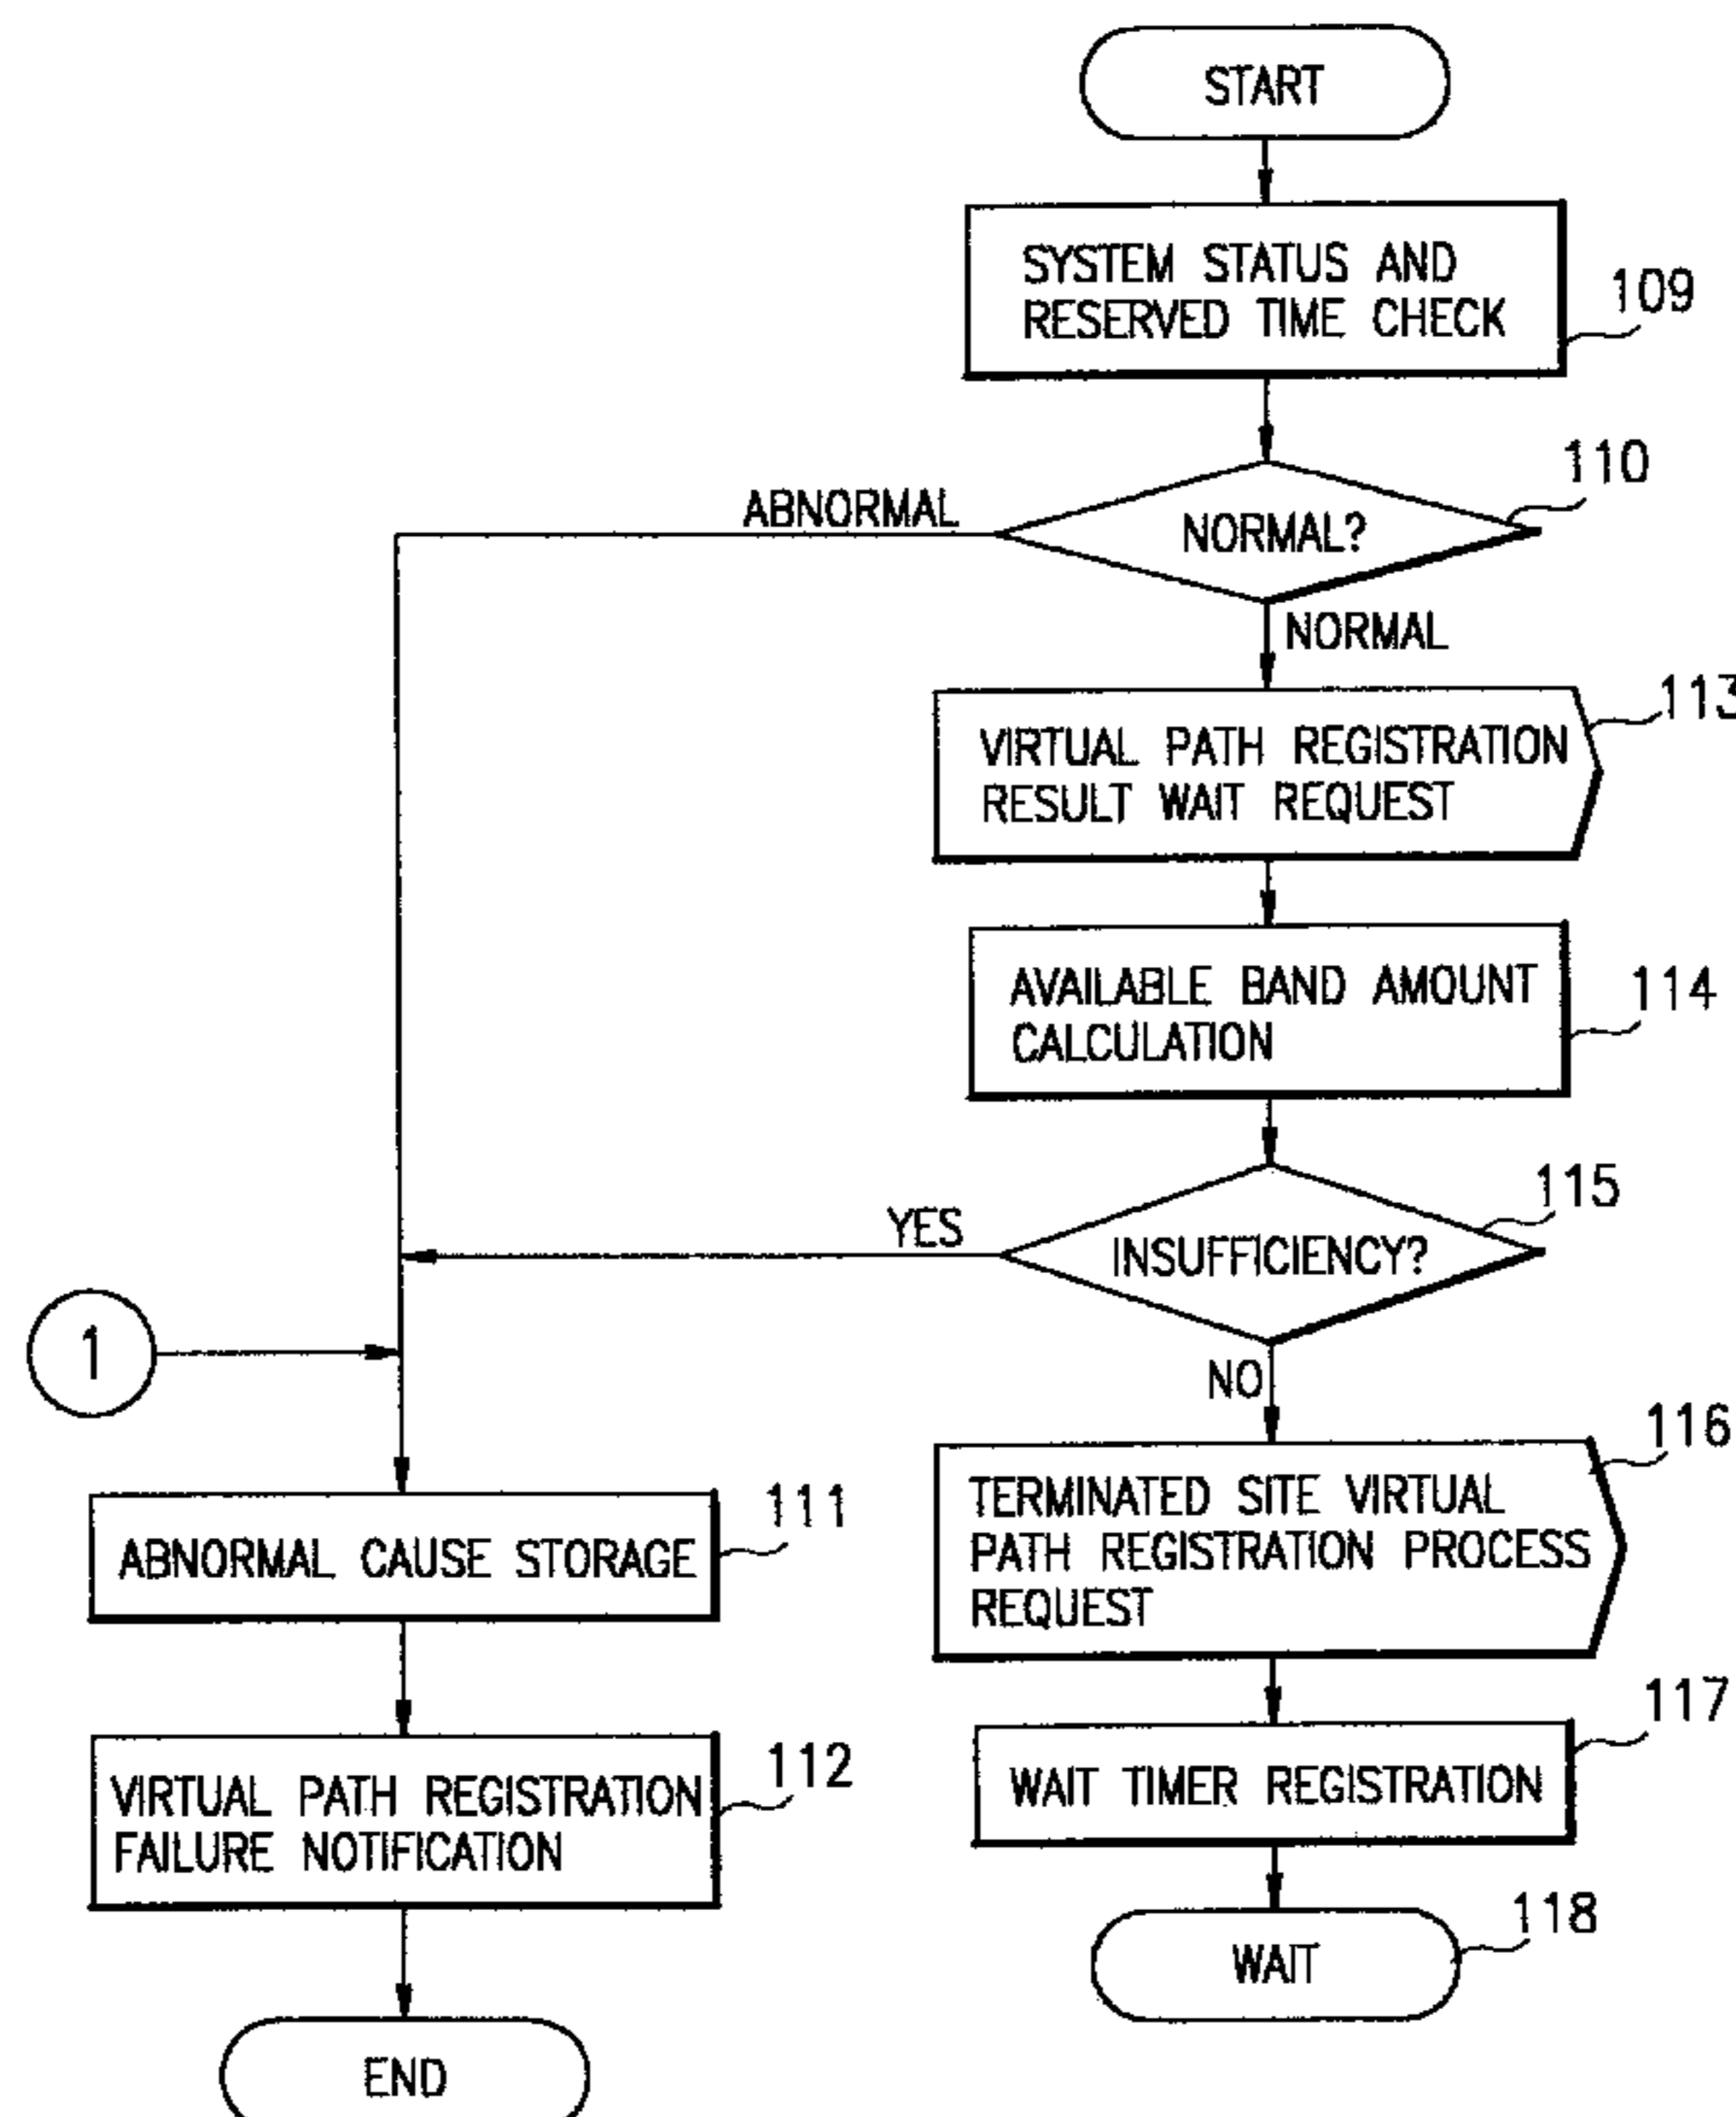 START
SYSTEM STATUS AND
RESERVED TIME CHECK
109
110
ABNORMAL
NORMAL?
NORMAL
113
VIRTUAL PATH REGISTRATION
RESULT WAIT REQUEST
AVAILABLE BAND AMOUNT
CALCULATION
114
115
YES
INSUFFICIENCY?
1
NO
116
TERMINATED SITE VIRTUAL
PATH REGISTRATION PROCESS
REQUEST
111
ABNORMAL CAUSE STORAGE
117
WAIT TIMER REGISTRATION
112
VIRTUAL PATH REGISTRATION
FAILURE NOTIFICATION
118
WAIT
END